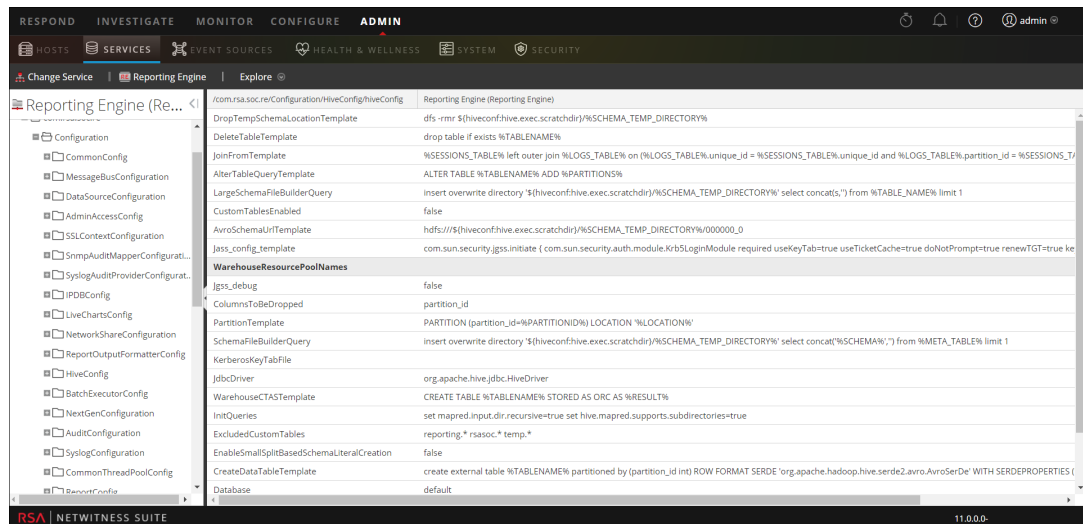 RESPOND INVESTIGATE MONITOR CONFIGURE ADMIN admin
HOSTS SERVICES EVENT SOURCES HEALTH & WELLNESS SYSTEM SECURITY
Change Service | Reporting Engine | Explore
Reporting Engine (Re...
Configuration
CommonConfig
MessageBusConfiguration
DataSourceConfiguration
AdminAccessConfig
SSLContextConfiguration
SnmpAuditMapperConfigurati...
SyslogAuditProviderConfigurat...
IPDBConfig
LiveChartsConfig
NetworkShareConfiguration
ReportOutputFormatterConfig
HiveConfig
BatchExecutorConfig
NextGenConfiguration
AuditConfiguration
SyslogConfiguration
CommonThreadPoolConfig
ReportConfig
/com.rsa.soc.re/Configuration/HiveConfig/hiveConfig Reporting Engine (Reporting Engine)
DropTempSchemaLocationTemplate dfs -rmr ${hiveconf:hive.exec.scratchdir}/%SCHEMA_TEMP_DIRECTORY%
DeleteTableTemplate drop table if exists %TABLENAME%
JoinFromTemplate %SESSIONS_TABLE% left outer join %LOGS_TABLE% on (%LOGS_TABLE%.unique_id = %SESSIONS_TABLE%.unique_id and %LOGS_TABLE%.partition_id = %SESSIONS_TA
AlterTableQueryTemplate ALTER TABLE %TABLENAME% ADD %PARTITIONS%
LargeSchemaFileBuilderQuery insert overwrite directory '${hiveconf:hive.exec.scratchdir}/%SCHEMA_TEMP_DIRECTORY%' select concat(s,'') from %TABLE_NAME% limit 1
CustomTablesEnabled false
AvroSchemaUrlTemplate hdfs:///${hiveconf:hive.exec.scratchdir}/%SCHEMA_TEMP_DIRECTORY%/000000_0
Jass_config_template com.sun.security.jgss.initiate { com.sun.security.auth.module.Krb5LoginModule required useKeyTab=true useTicketCache=true doNotPrompt=true renewTGT=true ke
WarehouseResourcePoolNames
Jgss_debug false
ColumnsToBeDropped partition_id
PartitionTemplate PARTITION (partition_id=%PARTITIONID%) LOCATION '%LOCATION%'
SchemaFileBuilderQuery insert overwrite directory '${hiveconf:hive.exec.scratchdir}/%SCHEMA_TEMP_DIRECTORY%' select concat('%SCHEMA%','') from %META_TABLE% limit 1
KerberosKeyTabFile
JdbcDriver org.apache.hive.jdbc.HiveDriver
WarehouseCTASTemplate CREATE TABLE %TABLENAME% STORED AS ORC AS %RESULT%
InitQueries set mapred.input.dir.recursive=true set hive.mapred.supports.subdirectories=true
ExcludedCustomTables reporting.* rsasoc.* temp.*
EnableSmallSplitBasedSchemaLiteralCreation false
CreateDataTableTemplate create external table %TABLENAME% partitioned by (partition_id int) ROW FORMAT SERDE 'org.apache.hadoop.hive.serde2.avro.AvroSerDe' WITH SERDEPROPERTIES (
Database default
RSA | NETWITNESS SUITE 11.0.0.0-